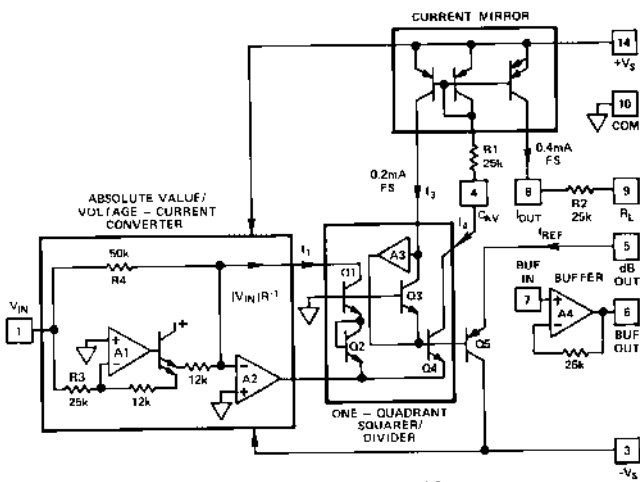 CURRENT MIRROR
14
+VS
10
COM
R1
25k
0.2mA
FS
I3
4
CAV
0.4mA
FS
8
IOUT
R2
25k
9
RL
ABSOLUTE VALUE/
VOLTAGE – CURRENT
CONVERTER
I4
IREF
5
dB
OUT
50k
R4
I1
|VIN|R-1
Q1
A3
Q3
BUF
IN
BUFFER
7
A4
6
BUF
OUT
25k
VIN
1
+
A1
R3
25k
12k
12k
A2
Q2
Q4
Q5
ONE – QUADRANT
SQUARER/
DIVIDER
3
-VS